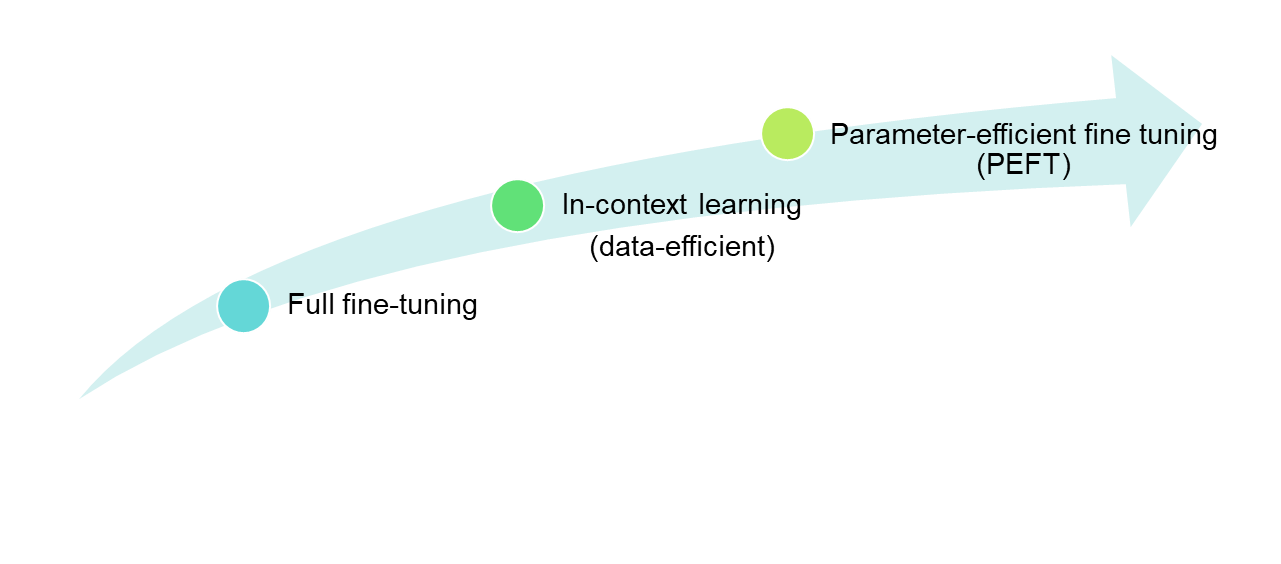 Parameter-efficient fine tuning
(PEFT)
In-context learning
(data-efficient)
Full fine-tuning